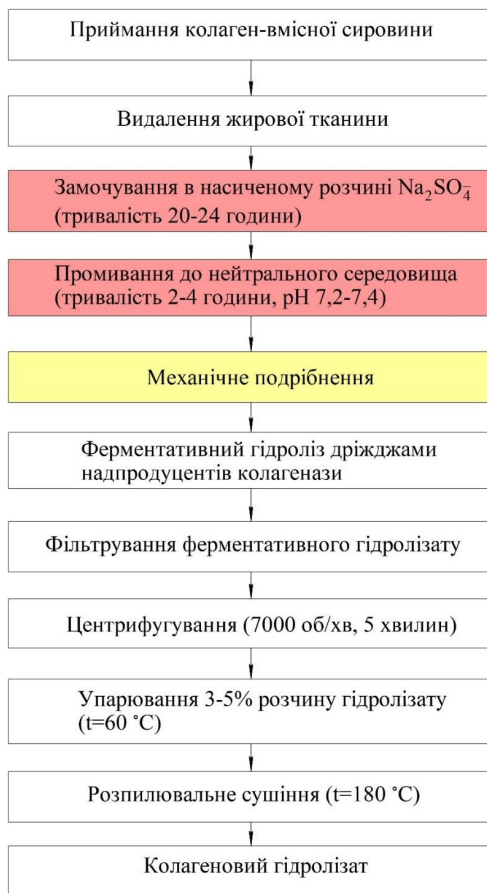 Приймання колаген-вмісної сировини
Видалення жирової тканини
Замочування в насиченому розчині Na₂SO₄⁻
(тривалість 20-24 години)
Промивання до нейтрального середовища
(тривалість 2-4 години, pH 7,2-7,4)
Механічне подрібнення
Ферментативний гідроліз дріжджами
надпродуцентів колагенази
Фільтрування ферментативного гідролізату
Центрифугування (7000 об/хв, 5 хвилин)
Упарювання 3-5% розчину гідролізату
(t=60 ˚C)
Розпилювальне сушіння (t=180 ˚C)
Колагеновий гідролізат